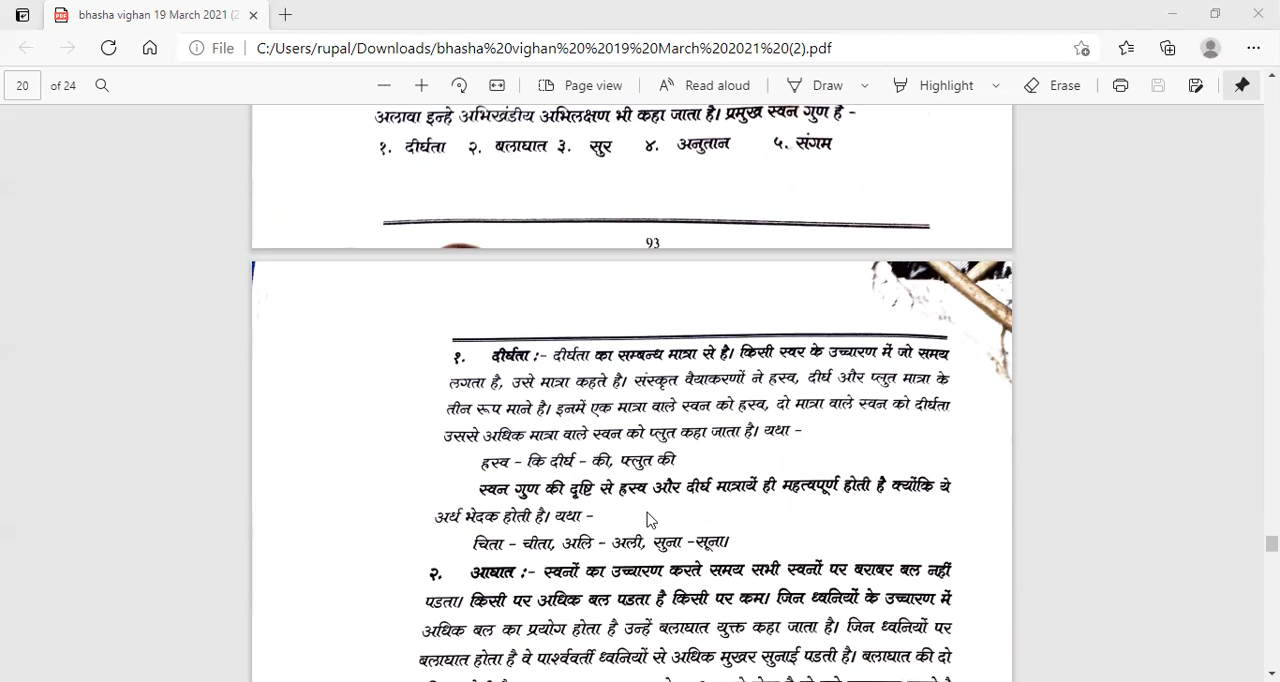 bhasha vighan 19 March 2021 (2
File C:/Users/rupal/Downloads/bhasha%20vighan%20%2019%20March%202021%20(2).pdf
20 of 24 Page view Read aloud Draw Highlight Erase
अलावा इन्हे अभिखंडीय अभिलक्षण भी कहा जाता है। प्रमुख स्वन गुण है -
१. दीर्घता २. बलाघात ३. सुर ४. अनुतान ५. संगम
93
१. दीर्घता :- दीर्घता का सम्बन्ध मात्रा से है। किसी स्वर के उच्चारण में जो समय
लगता है, उसे मात्रा कहते है। संस्कृत वैयाकरणों ने ह्रस्व, दीर्घ और प्लुत मात्रा के
तीन रूप माने है। इनमें एक मात्रा वाले स्वन को ह्रस्व, दो मात्रा वाले स्वन को दीर्घता
उससे अधिक मात्रा वाले स्वन को प्लुत कहा जाता है। यथा -
ह्रस्व - कि दीर्घ - की, फ्लुत की
स्वन गुण की दृष्टि से ह्रस्व और दीर्घ मात्रायें ही महत्वपूर्ण होती है क्योंकि ये
अर्थ भेदक होती है। यथा -
चिता - चीता, अलि - अली, सुना -सूना।
२. आघात :- स्वनों का उच्चारण करते समय सभी स्वनों पर बराबर बल नहीं
पडता। किसी पर अधिक बल पडता है किसी पर कम। जिन ध्वनियों के उच्चारण में
अधिक बल का प्रयोग होता है उन्हें बलाघात युक्त कहा जाता है। जिन ध्वनियों पर
बलाघात होता है वे पार्श्ववर्ती ध्वनियों से अधिक मुखर सुनाई पडती है। बलाघात की दो